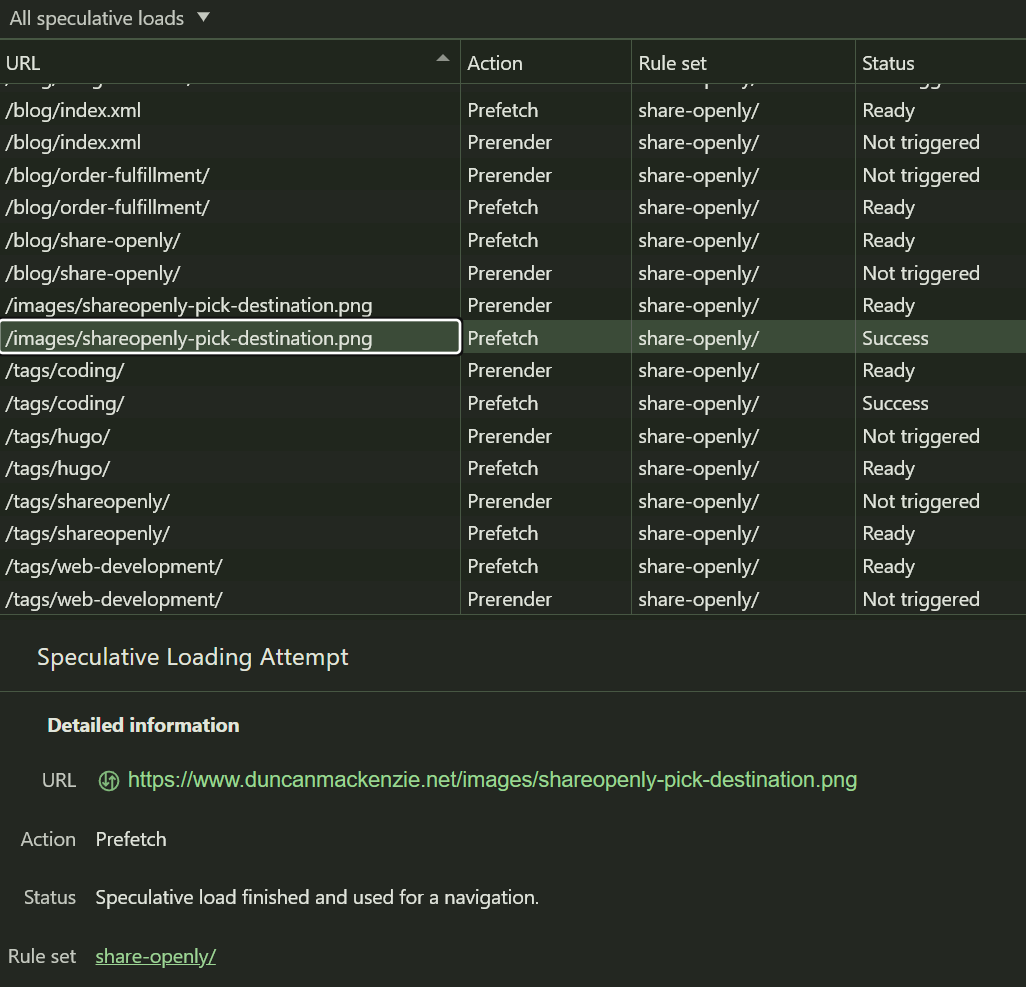 All speculative loads ▼
URL Action Rule set Status
/blog/index.xml Prefetch share-openly/ Ready
/blog/index.xml Prerender share-openly/ Not triggered
/blog/order-fulfillment/ Prerender share-openly/ Not triggered
/blog/order-fulfillment/ Prefetch share-openly/ Ready
/blog/share-openly/ Prefetch share-openly/ Ready
/blog/share-openly/ Prerender share-openly/ Not triggered
/images/shareopenly-pick-destination.png Prerender share-openly/ Ready
/images/shareopenly-pick-destination.png Prefetch share-openly/ Success
/tags/coding/ Prerender share-openly/ Ready
/tags/coding/ Prefetch share-openly/ Success
/tags/hugo/ Prerender share-openly/ Not triggered
/tags/hugo/ Prefetch share-openly/ Ready
/tags/shareopenly/ Prerender share-openly/ Not triggered
/tags/shareopenly/ Prefetch share-openly/ Ready
/tags/web-development/ Prefetch share-openly/ Ready
/tags/web-development/ Prerender share-openly/ Not triggered
Speculative Loading Attempt
Detailed information
URL https://www.duncanmackenzie.net/images/shareopenly-pick-destination.png
Action Prefetch
Status Speculative load finished and used for a navigation.
Rule set share-openly/